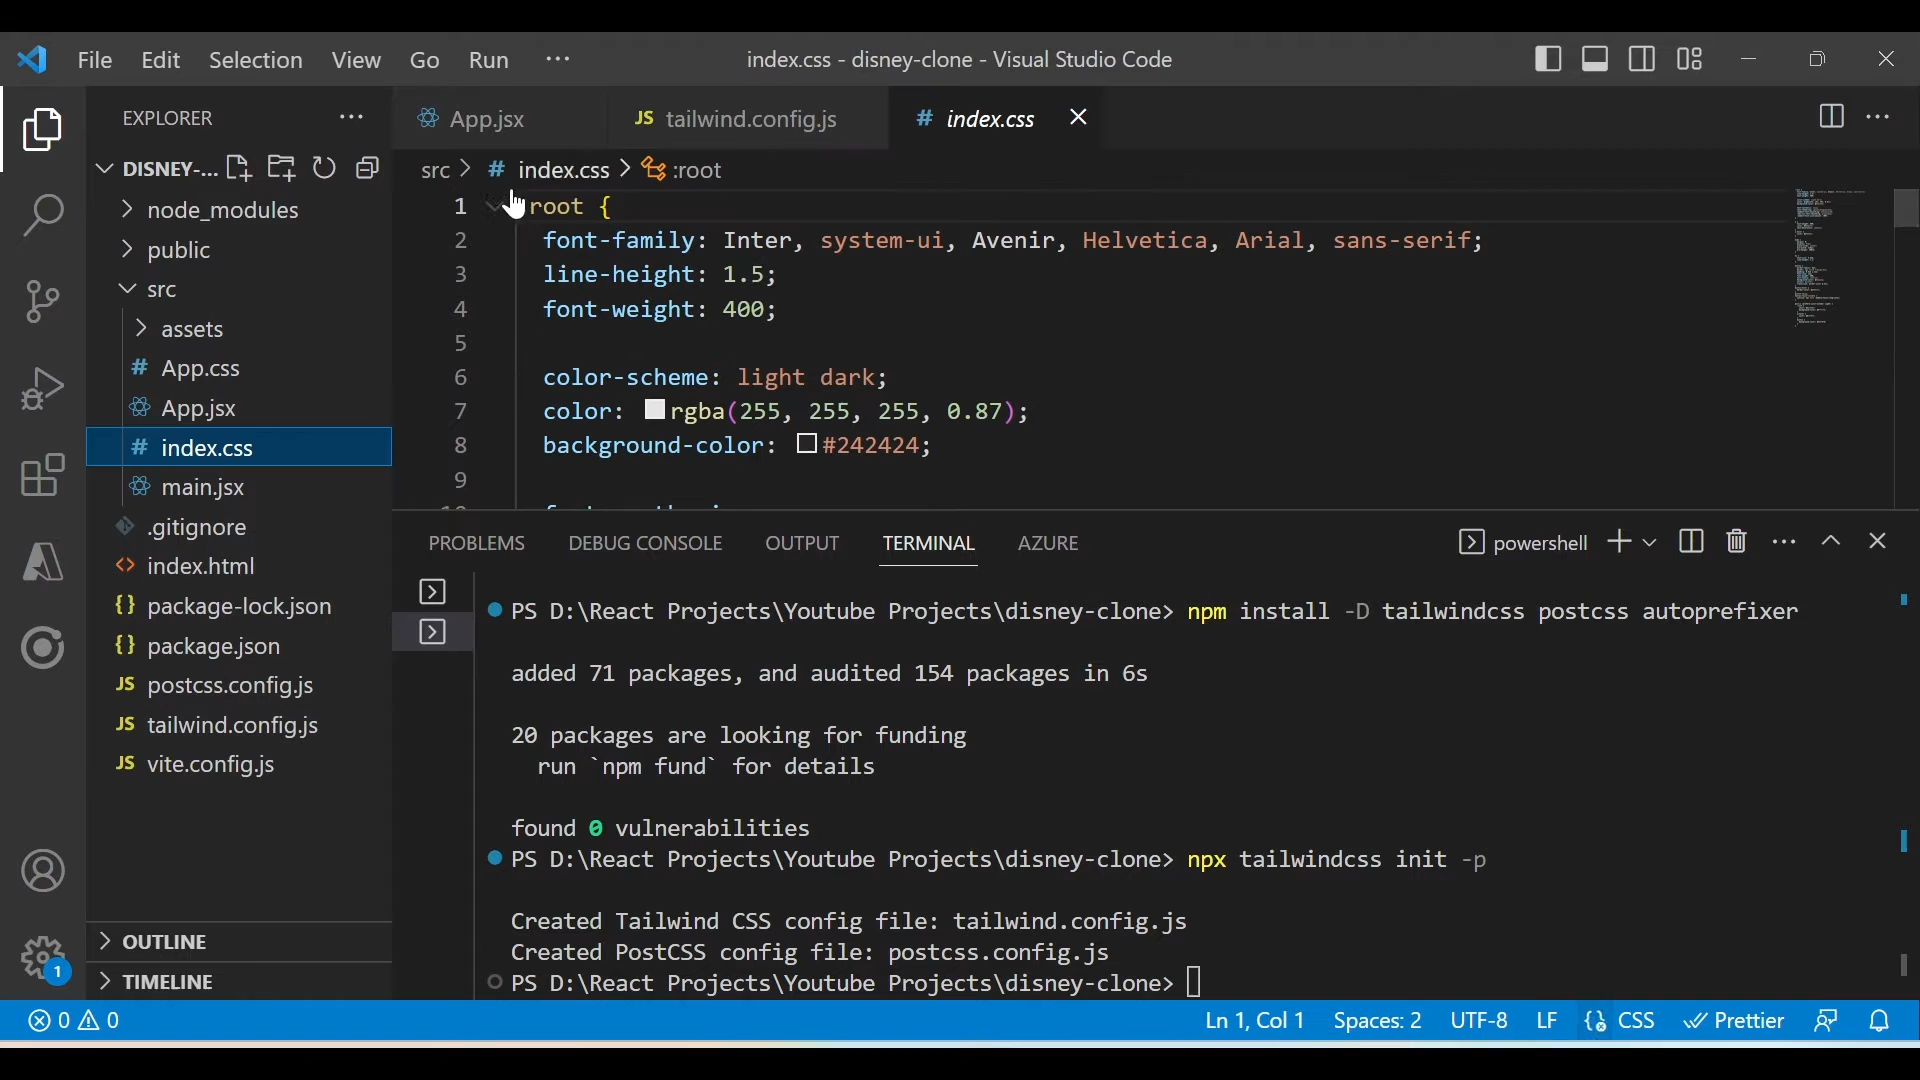 File Edit Selection View Go Run ··· index.css - disney-clone - Visual Studio Code
EXPLORER ···
App.jsx
JS tailwind.config.js
# index.css
DISNEY-...
src > # index.css > :root
node_modules
public
src
assets
# App.css
App.jsx
# index.css
main.jsx
.gitignore
<> index.html
{} package-lock.json
{} package.json
JS postcss.config.js
JS tailwind.config.js
JS vite.config.js
OUTLINE
TIMELINE
1
1 root {
2 font-family: Inter, system-ui, Avenir, Helvetica, Arial, sans-serif;
3 line-height: 1.5;
4 font-weight: 400;
5
6 color-scheme: light dark;
7 color: rgba(255, 255, 255, 0.87);
8 background-color: #242424;
9
PROBLEMS DEBUG CONSOLE OUTPUT TERMINAL AZURE
powershell
PS D:\React Projects\Youtube Projects\disney-clone> npm install -D tailwindcss postcss autoprefixer
added 71 packages, and audited 154 packages in 6s
20 packages are looking for funding
run `npm fund` for details
found 0 vulnerabilities
PS D:\React Projects\Youtube Projects\disney-clone> npx tailwindcss init -p
Created Tailwind CSS config file: tailwind.config.js
Created PostCSS config file: postcss.config.js
PS D:\React Projects\Youtube Projects\disney-clone>
0 0 Ln 1, Col 1 Spaces: 2 UTF-8 LF {} CSS Prettier